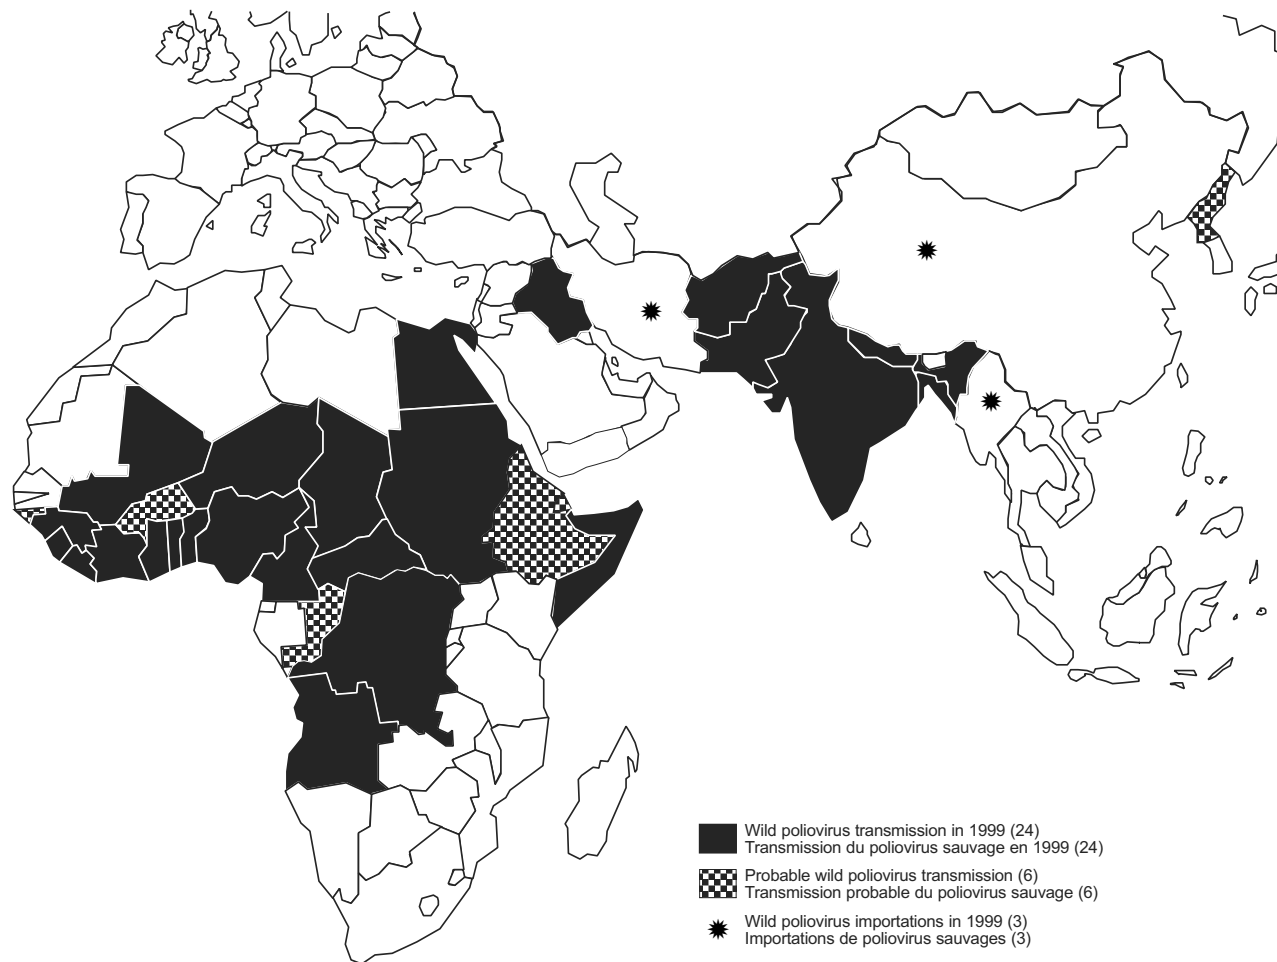 Wild poliovirus transmission in 1999 (24)
Transmission du poliovirus sauvage en 1999 (24)
Probable wild poliovirus transmission (6)
Transmission probable du poliovirus sauvage (6)
Wild poliovirus importations in 1999 (3)
Importations de poliovirus sauvages (3)